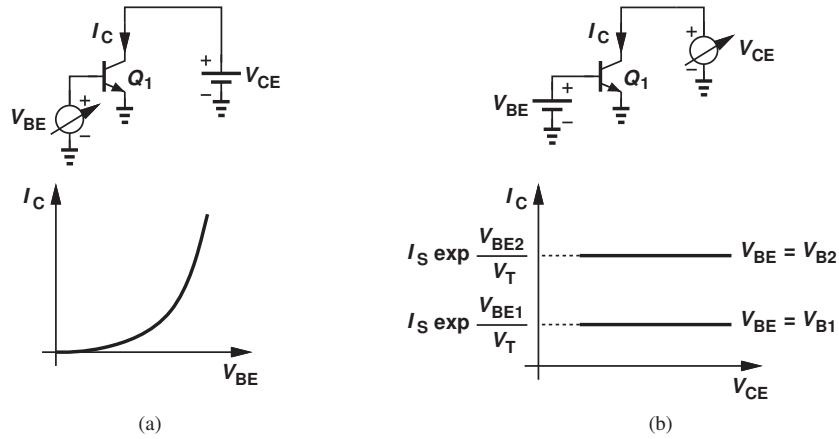 I_C
+
V_CE
−
Q_1
+
V_BE
−
I_C
V_BE
(a)
I_C
+
V_CE
−
Q_1
V_BE
+
−
I_C
I_S exp V_BE2 / V_T
V_BE = V_B2
I_S exp V_BE1 / V_T
V_BE = V_B1
V_CE
(b)